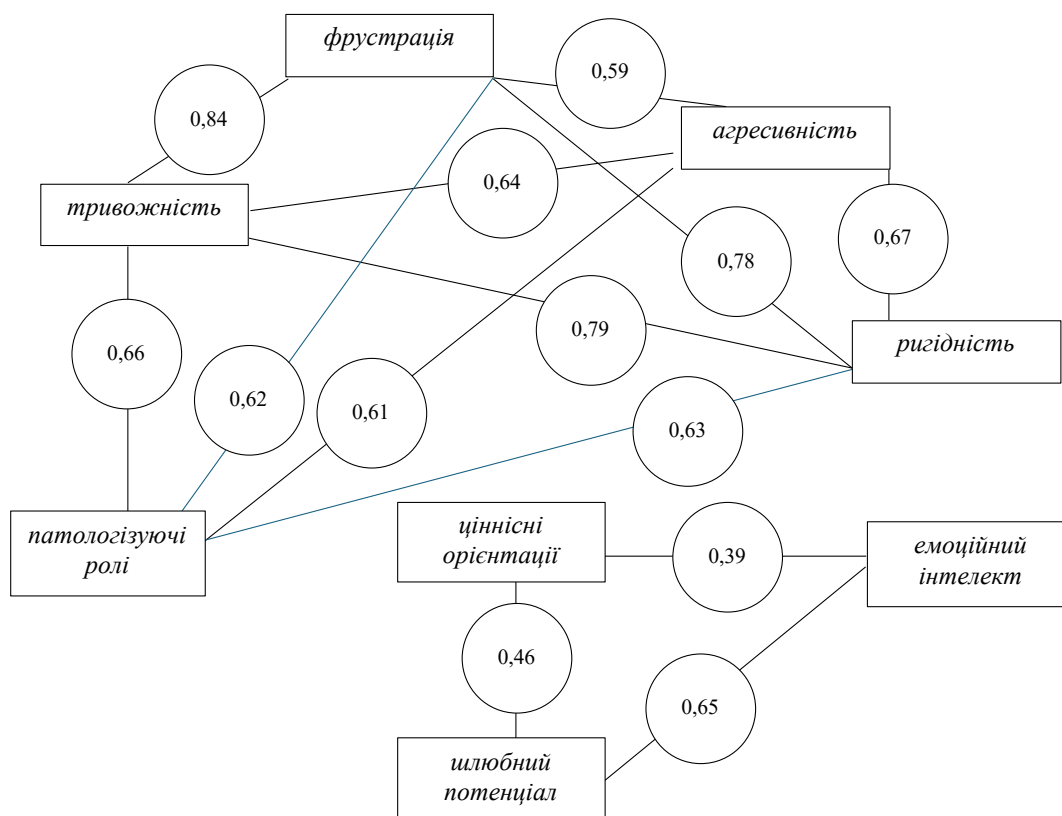 фрустрація
0,59
0,84
агресивність
0,64
тривожність
0,67
0,78
0,79
ригідність
0,66
0,62
0,61
0,63
патологізуючі
ролі
ціннісні
орієнтації
0,39
емоційний
інтелект
0,46
0,65
шлюбний
потенціал